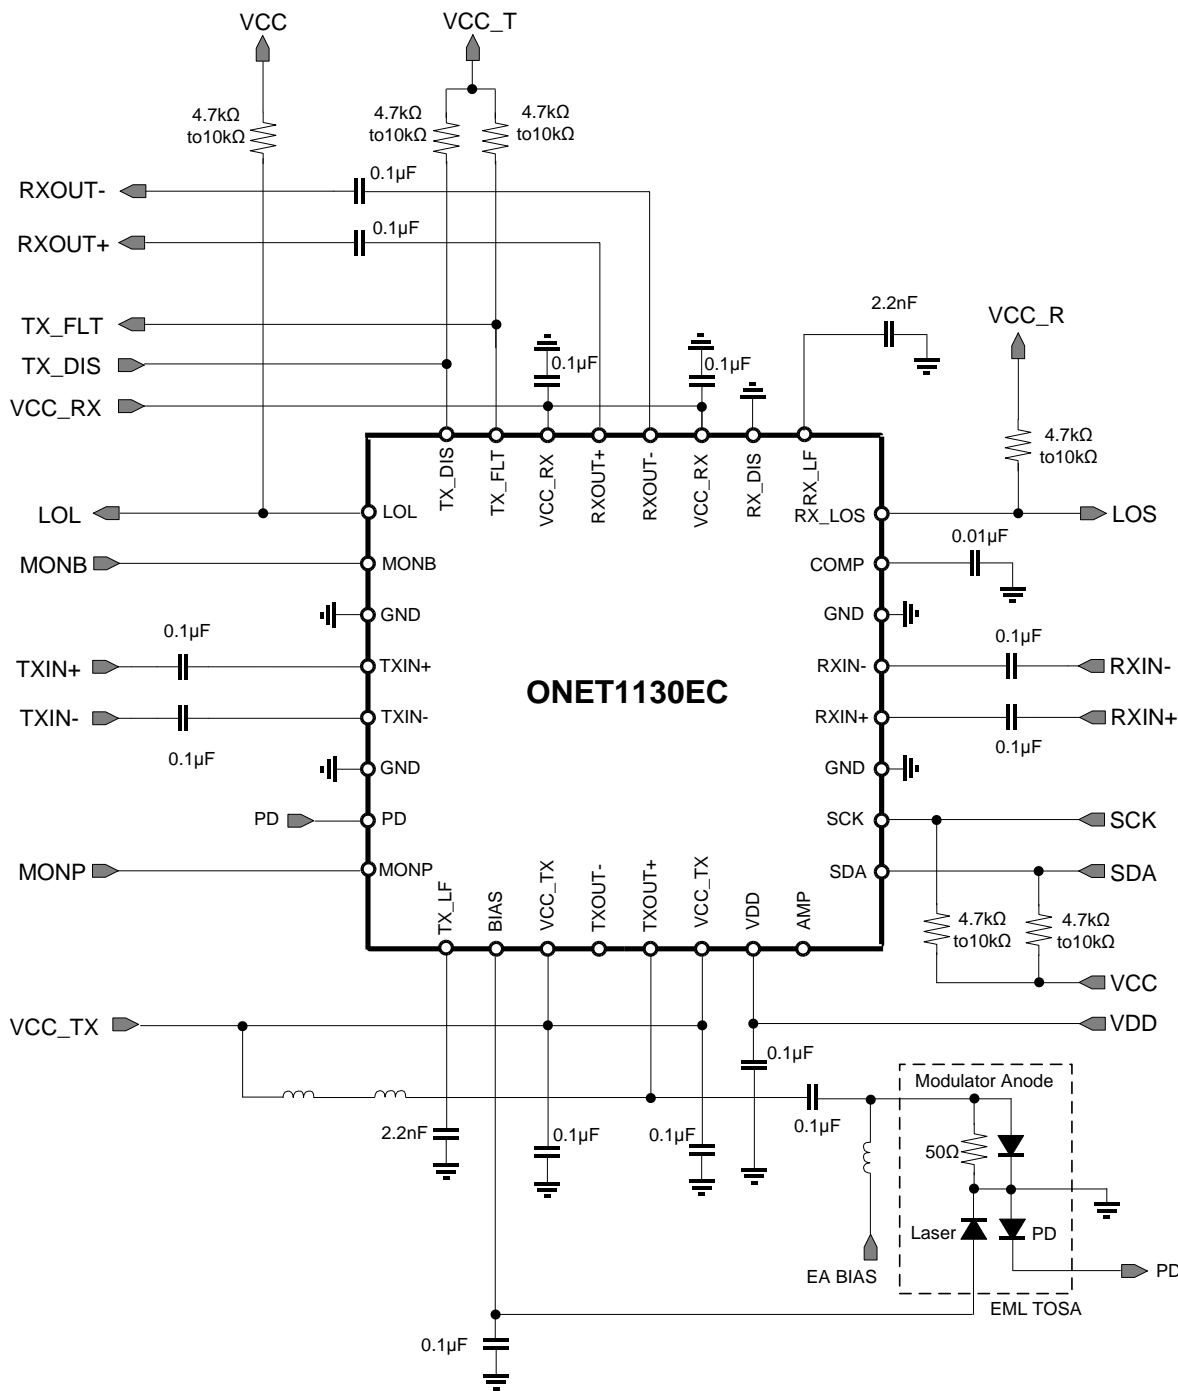 VCC
VCC_T
4.7kΩ
to10kΩ
4.7kΩ
to10kΩ
4.7kΩ
to10kΩ
0.1µF
RXOUT-
0.1µF
RXOUT+
2.2nF
VCC_R
TX_FLT
TX_DIS
0.1µF
0.1µF
VCC_RX
4.7kΩ
to10kΩ
TX_DIS
TX_FLT
VCC_RX
RXOUT+
RXOUT-
VCC_RX
RX_DIS
RX_LF
LOL
LOL
RX_LOS
LOS
0.01µF
MONB
MONB
COMP
GND
GND
0.1µF
0.1µF
TXIN+
TXIN+
RXIN-
RXIN-
ONET1130EC
TXIN-
TXIN-
RXIN+
RXIN+
0.1µF
0.1µF
GND
GND
PD
PD
SCK
SCK
MONP
MONP
SDA
SDA
TX_LF
BIAS
VCC_TX
TXOUT-
TXOUT+
VCC_TX
VDD
AMP
4.7kΩ
to10kΩ
4.7kΩ
to10kΩ
VCC
VCC_TX
VDD
0.1µF
Modulator Anode
2.2nF
0.1µF
0.1µF
0.1µF
50Ω
Laser
PD
EA BIAS
PD
EML TOSA
0.1µF